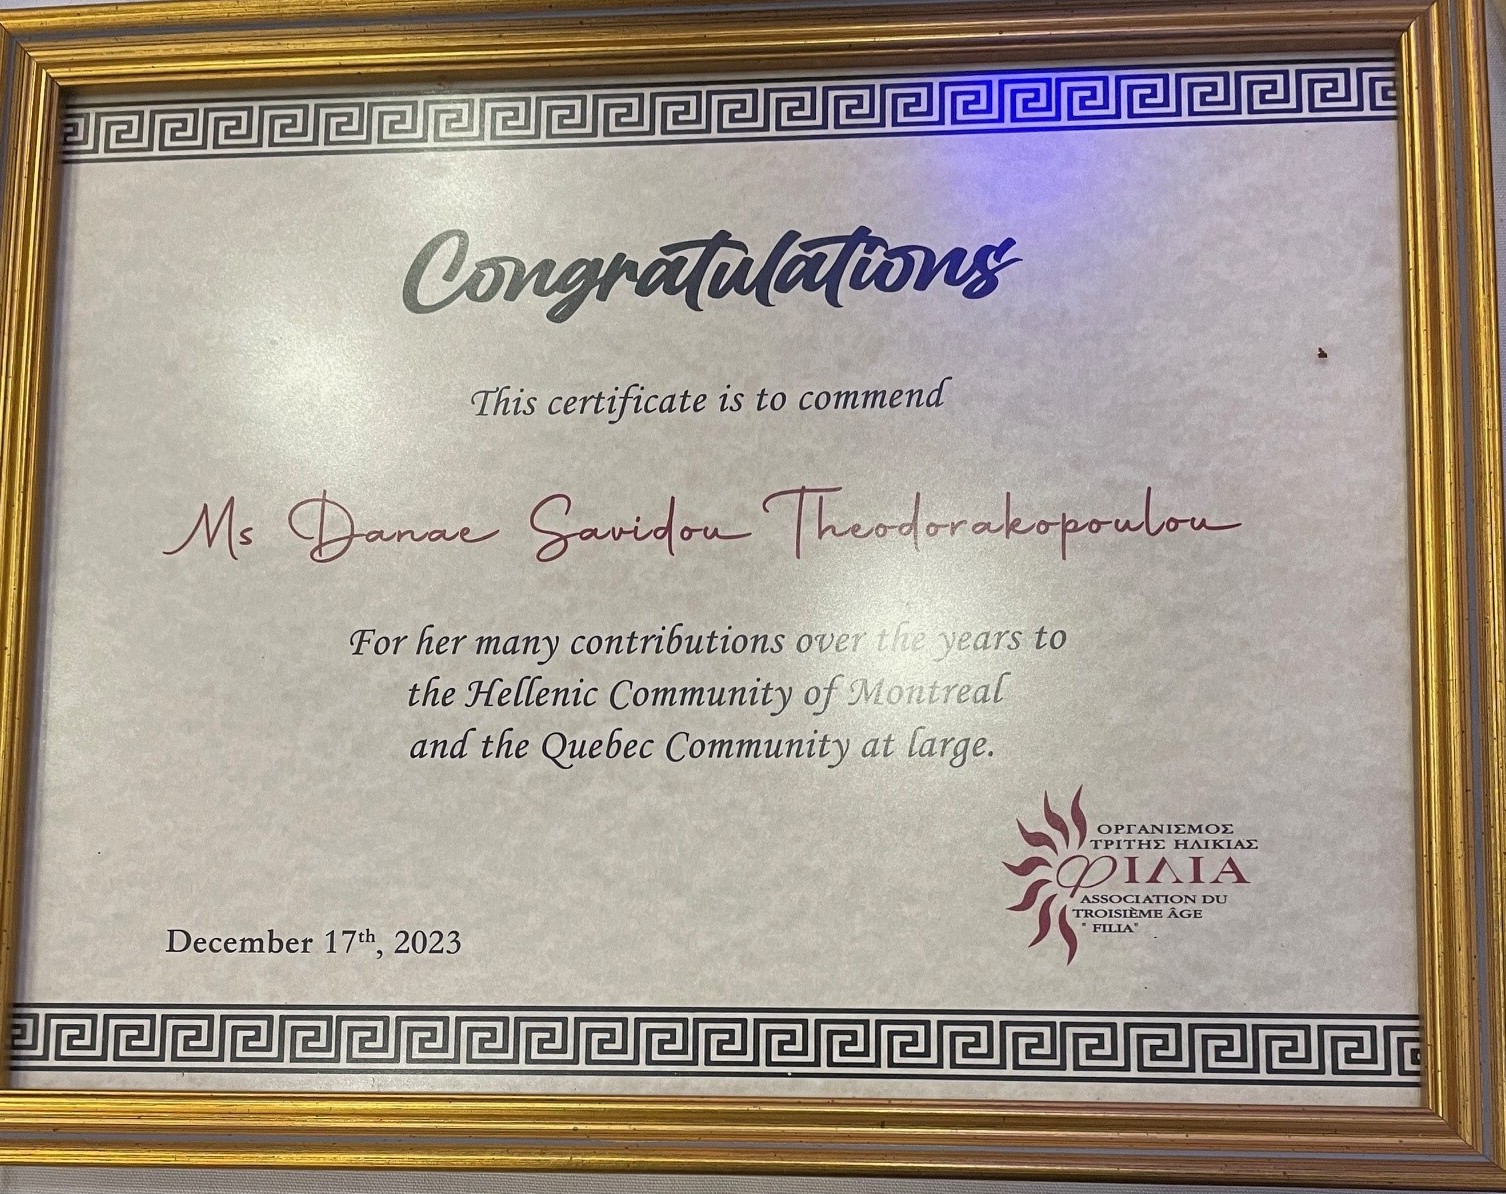 Congratulations
This certificate is to commend
Ms Danae Savidou Theodorakopoulou
For her many contributions over the years to
the Hellenic Community of Montreal
and the Quebec Community at large.
ΟΡΓΑΝΙΣΜΟΣ
ΤΡΙΤΗΣ ΗΛΙΚΙΑΣ
ΦΙΛΙΑ
ASSOCIATION DU
TROISIÈME ÂGE
" FILIA"
December 17th, 2023